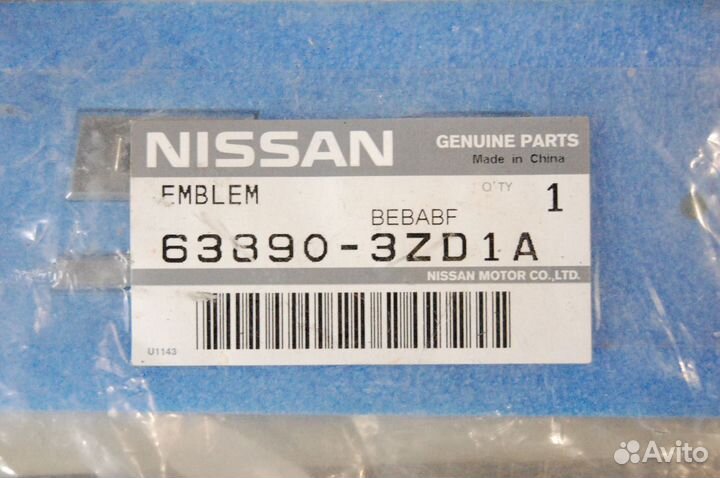 NISSAN
GENUINE PARTS
Made in China
EMBLEM
Q'TY
1
BEBABF
63890-3ZD1A
NISSAN MOTOR CO.,LTD.
U1143
Avito